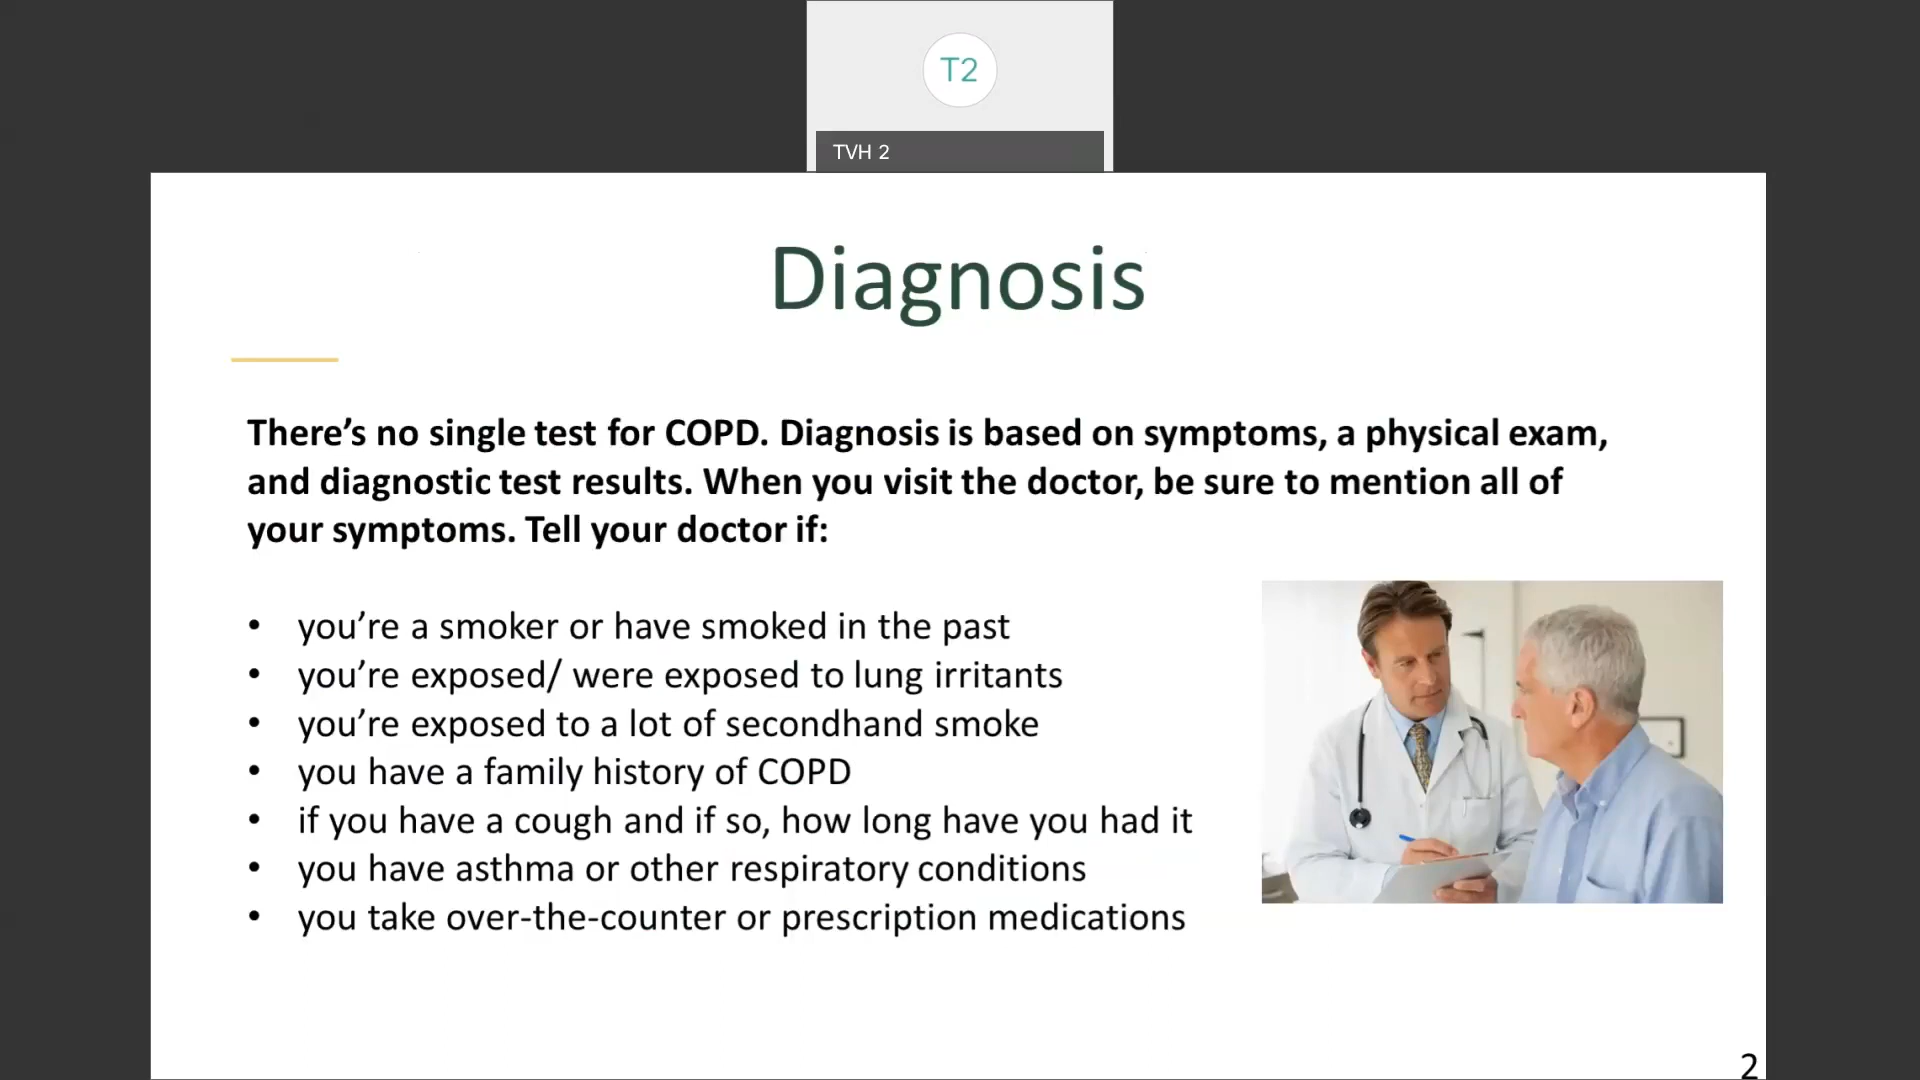 T2
TVH 2
Diagnosis
There’s no single test for COPD. Diagnosis is based on symptoms, a physical exam,
and diagnostic test results. When you visit the doctor, be sure to mention all of
your symptoms. Tell your doctor if:
• you’re a smoker or have smoked in the past
• you’re exposed/ were exposed to lung irritants
• you’re exposed to a lot of secondhand smoke
• you have a family history of COPD
• if you have a cough and if so, how long have you had it
• you have asthma or other respiratory conditions
• you take over-the-counter or prescription medications
2